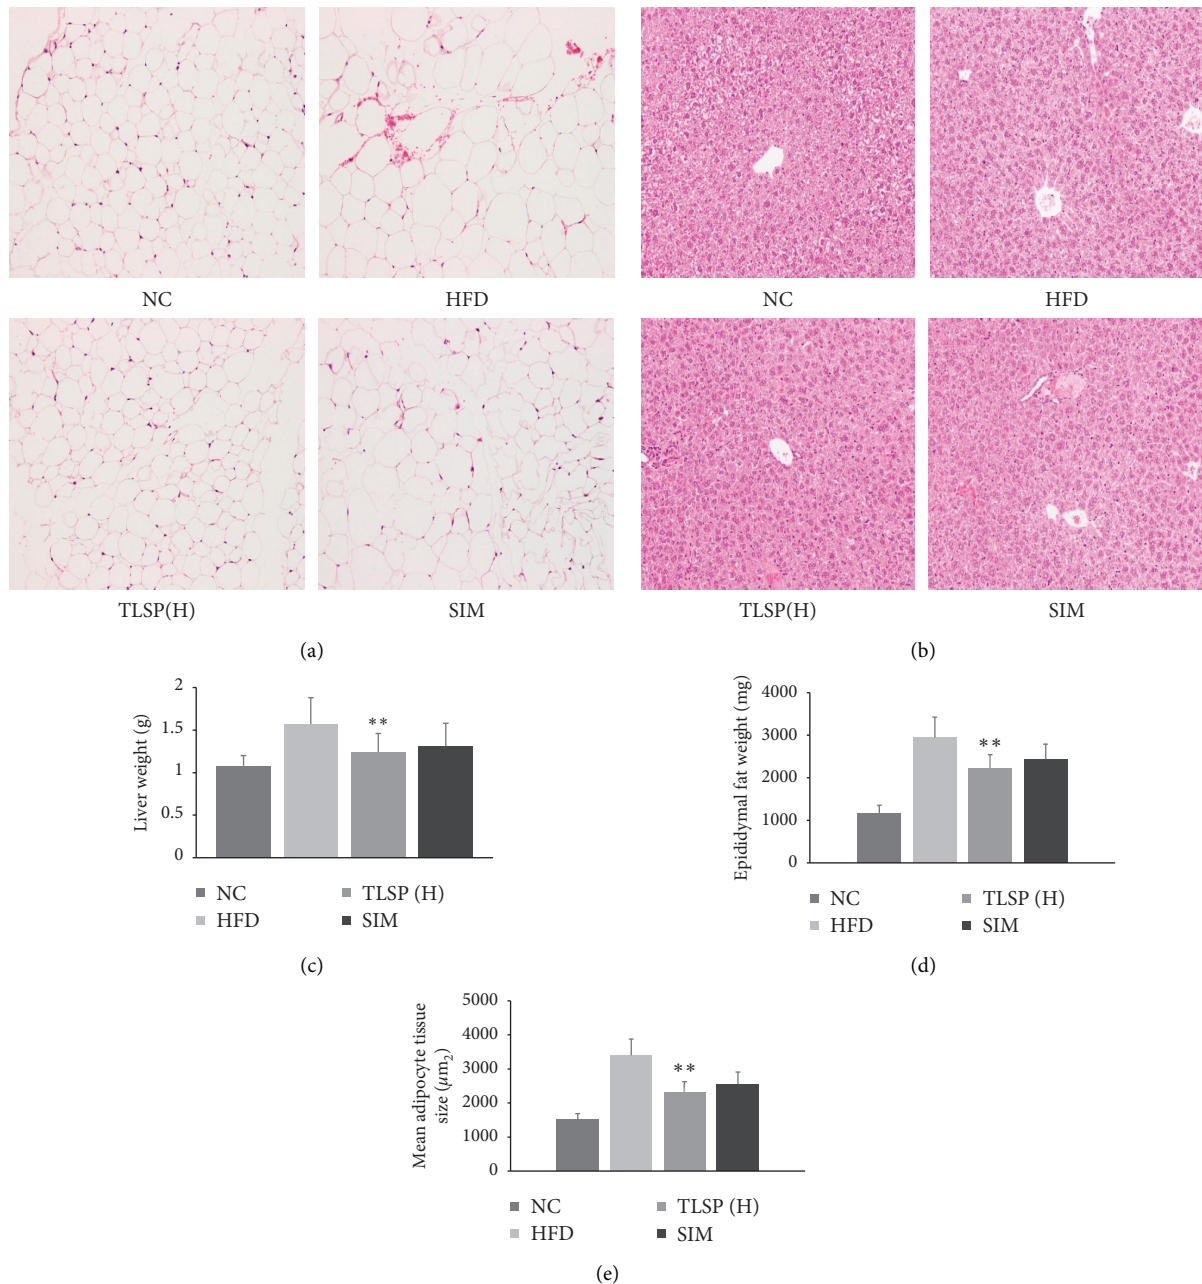 NC
HFD
NC
HFD
TLSP(H)
SIM
TLSP(H)
SIM
(a)
(b)
Liver weight (g)
2
1.5
1
0.5
0
**
NC
TLSP (H)
HFD
SIM
(c)
Epididymal fat weight (mg)
4000
3000
2000
1000
0
**
NC
TLSP (H)
HFD
SIM
(d)
Mean adipocyte tissue
size (μm₂)
5000
4000
3000
2000
1000
0
**
NC
TLSP (H)
HFD
SIM
(e)